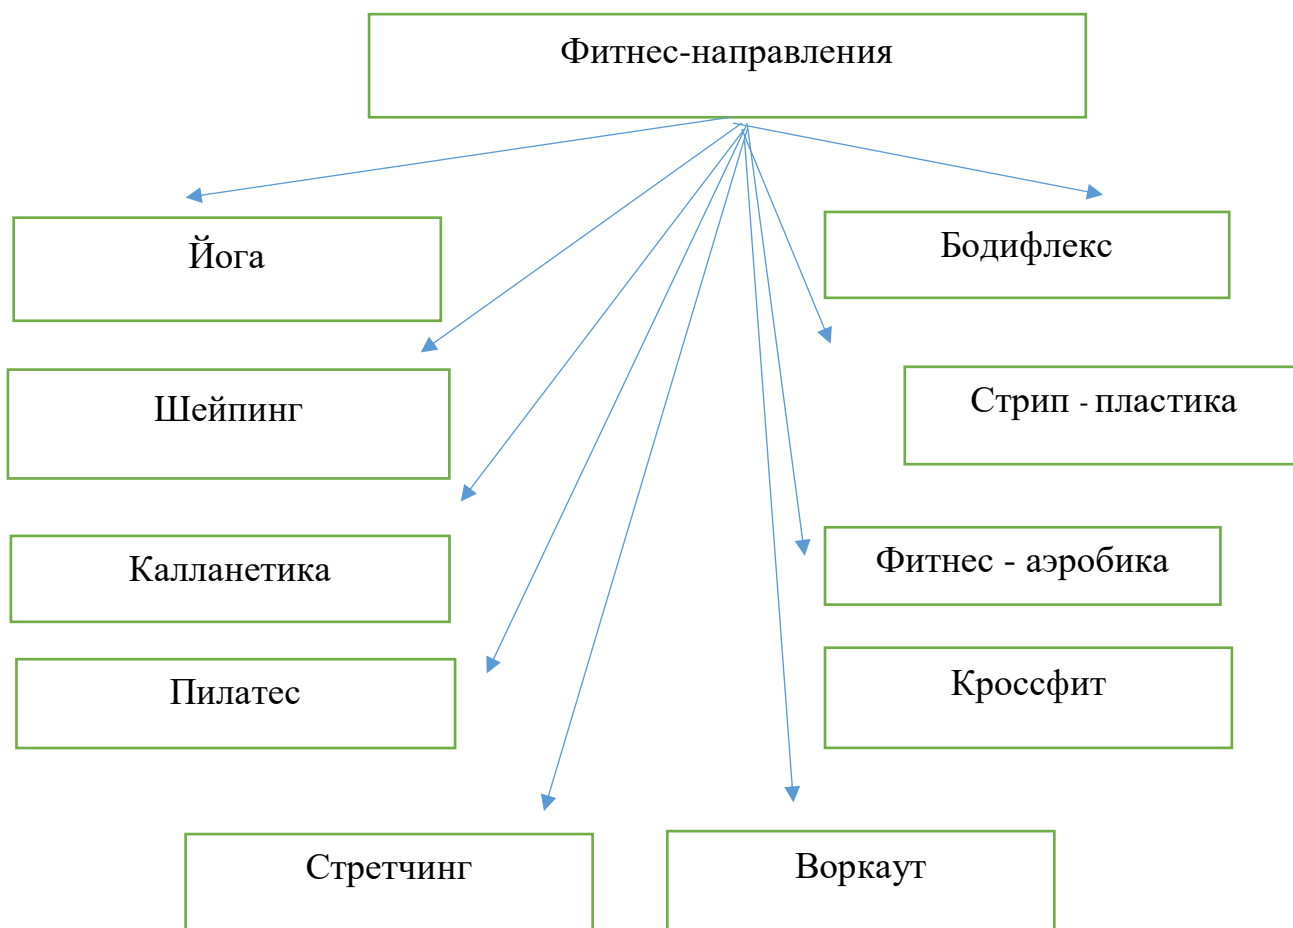 Фитнес-направления
Йога
Бодифлекс
Шейпинг
Стрип - пластика
Калланетика
Фитнес - аэробика
Пилатес
Кроссфит
Стретчинг
Воркаут